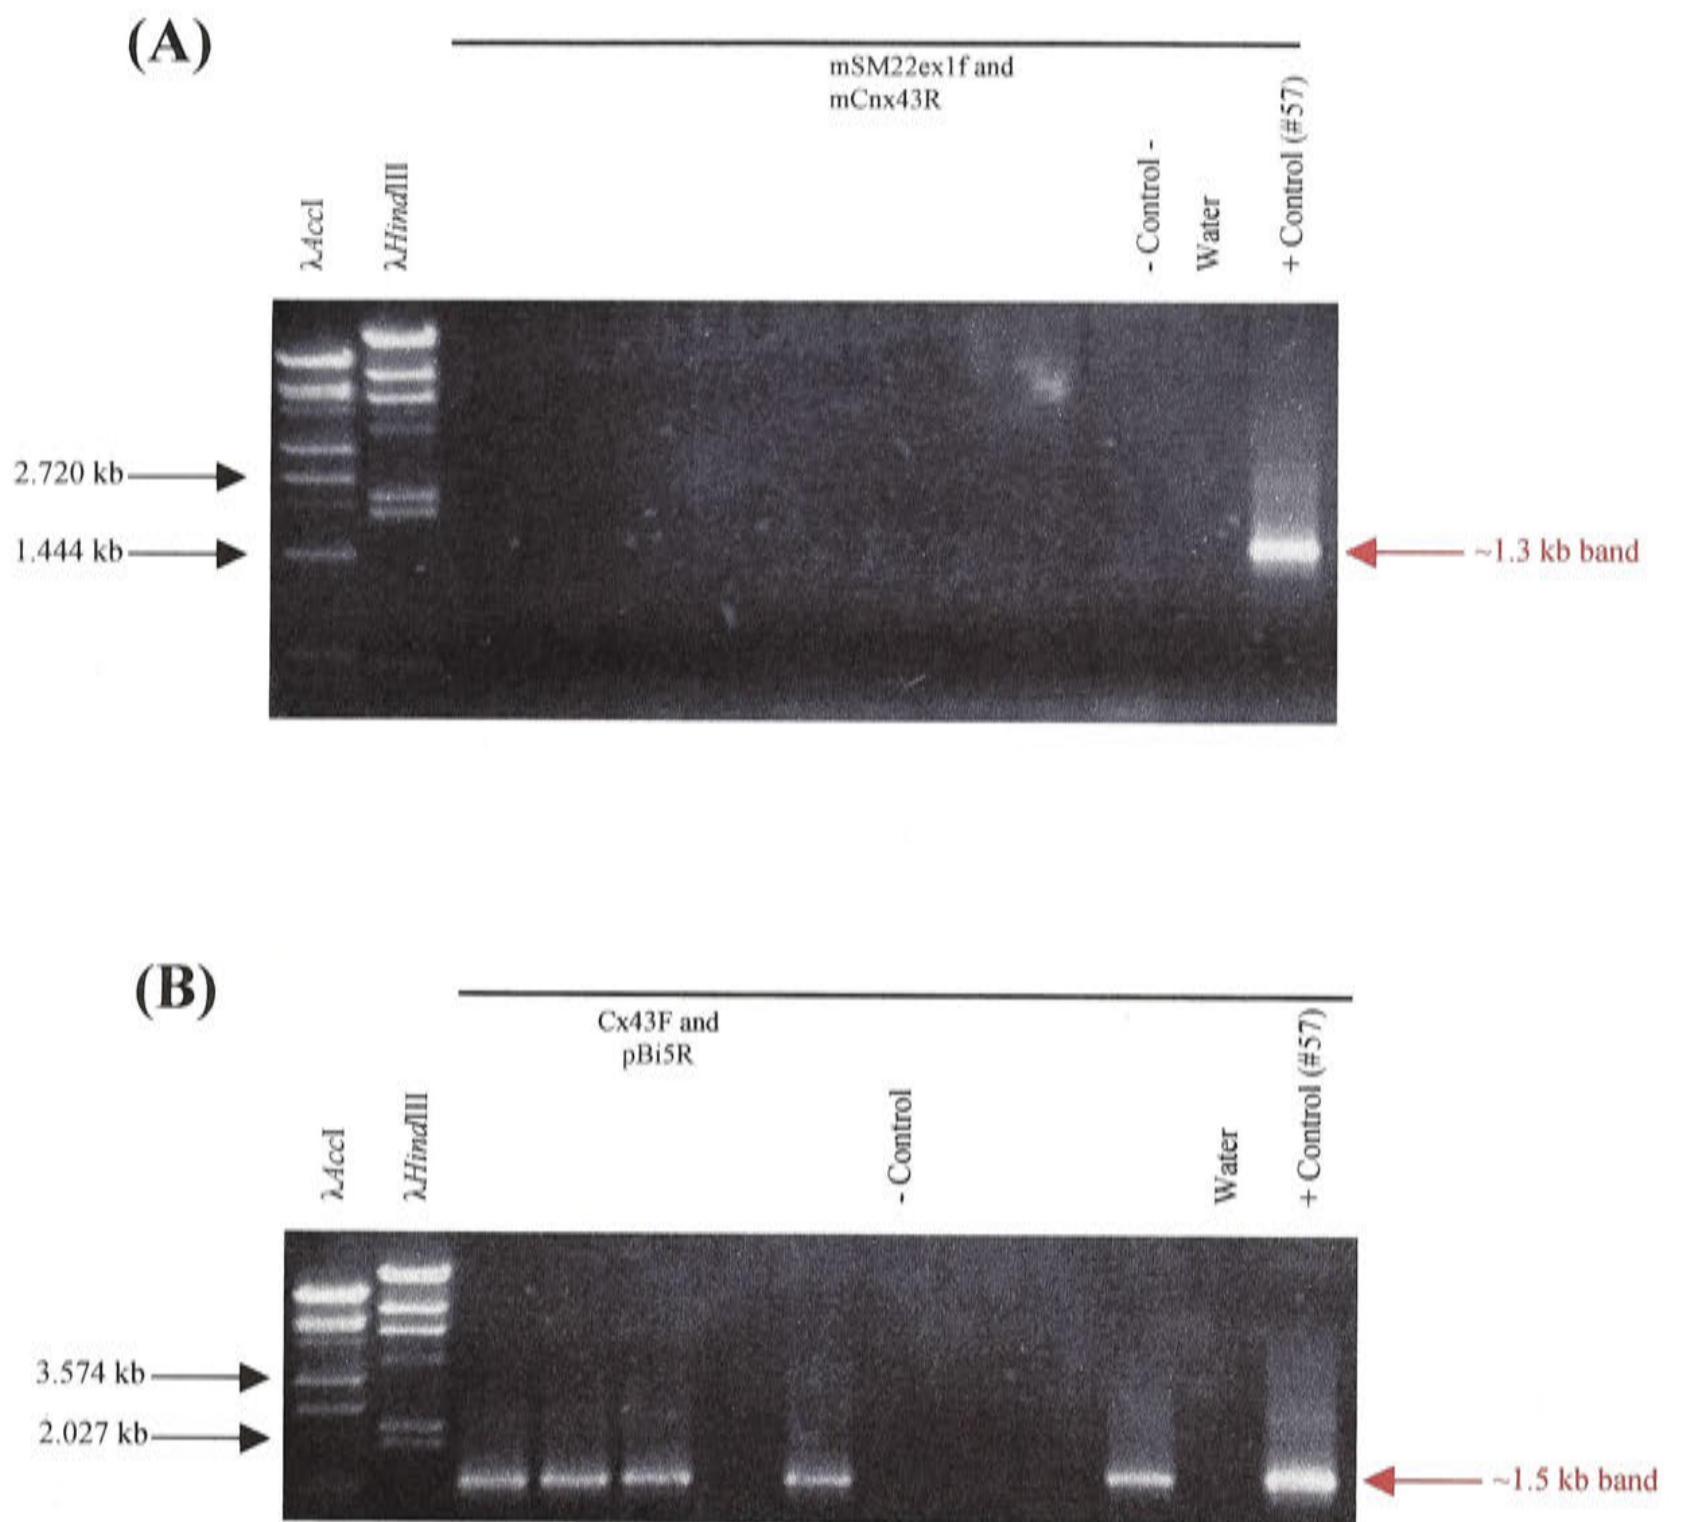 (A)
mSM22ex1f and
mCnx43R
λAccI
λHindIII
- Control -
Water
+ Control (#57)
2.720 kb
1.444 kb
~1.3 kb band
(B)
Cx43F and
pBi5R
λAccI
λHindIII
- Control
Water
+ Control (#57)
3.574 kb
2.027 kb
~1.5 kb band